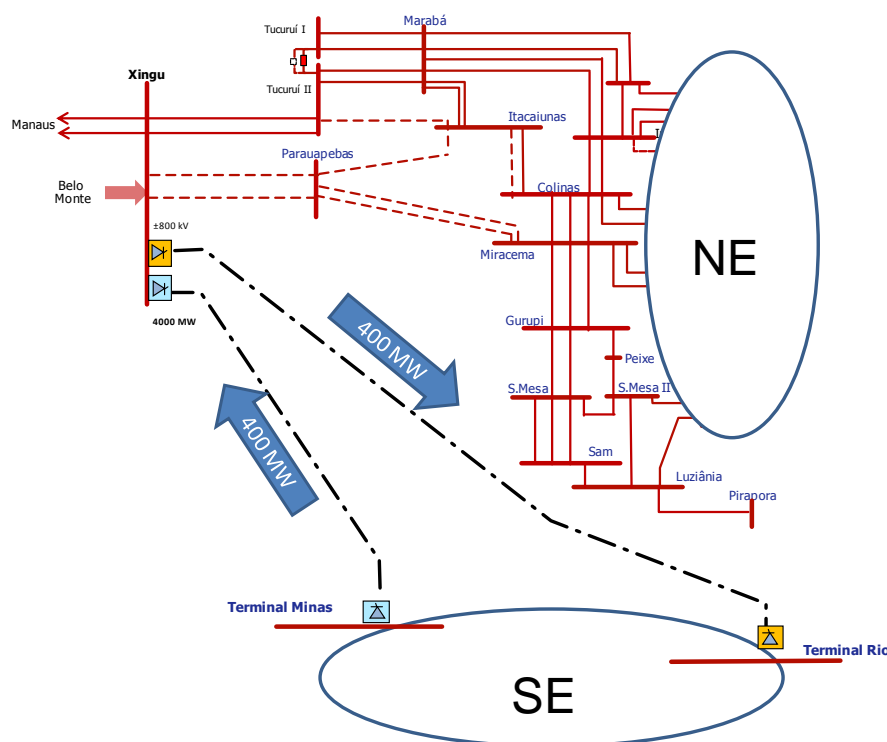 Tucuruí I
Marabá
Xingu
Tucuruí II
Manaus
Itacaiunas
Parauapebas
Belo
Monte
Colinas
±800 kV
Miracema
NE
4000 MW
400 MW
Gurupi
Peixe
400 MW
S.Mesa
S.Mesa II
Sam
Luziânia
Pirapora
Terminal Minas
Terminal Rio
SE